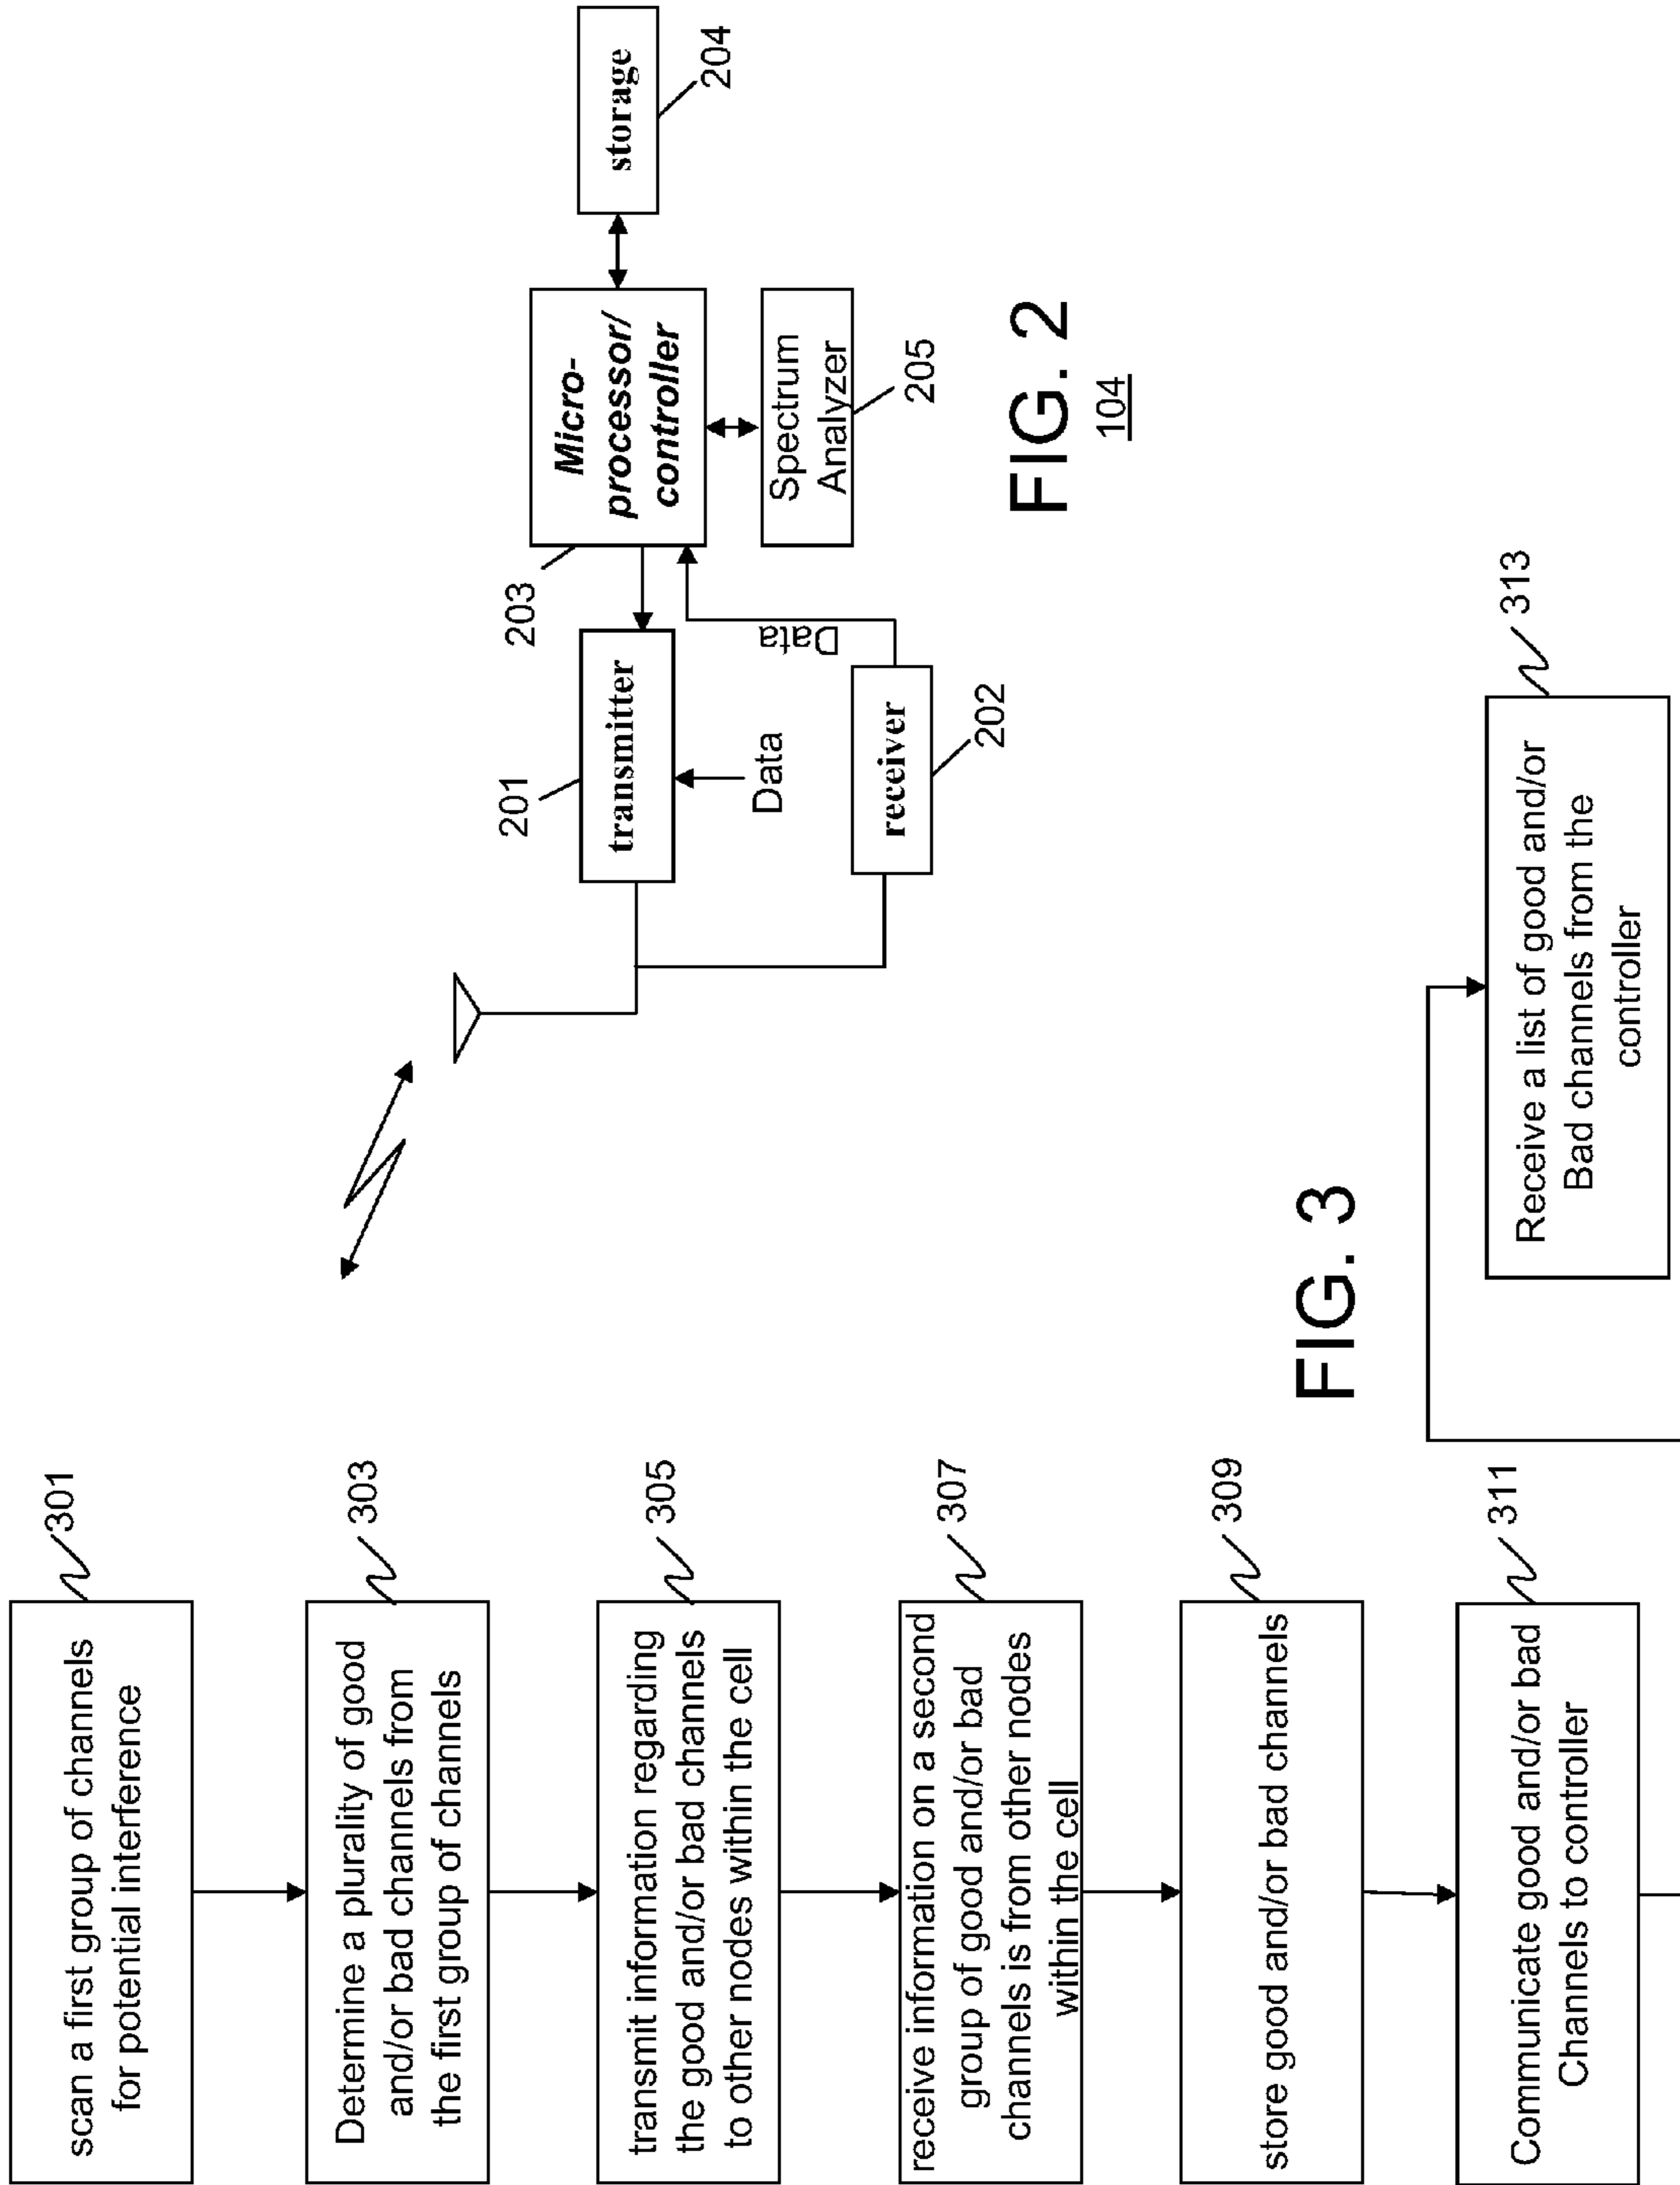 storage
204
Micro-
processor/
controller
203
Spectrum
Analyzer
205
transmitter
201
Data
Data
receiver
202
FIG. 2
104
scan a first group of channels
for potential interference
301
Determine a plurality of good
and/or bad channels from
the first group of channels
303
transmit information regarding
the good and/or bad channels
to other nodes within the cell
305
receive information on a second
group of good and/or bad
channels is from other nodes
within the cell
307
store good and/or bad channels
309
Communicate good and/or bad
Channels to controller
311
Receive a list of good and/or
Bad channels from the
controller
313
FIG. 3